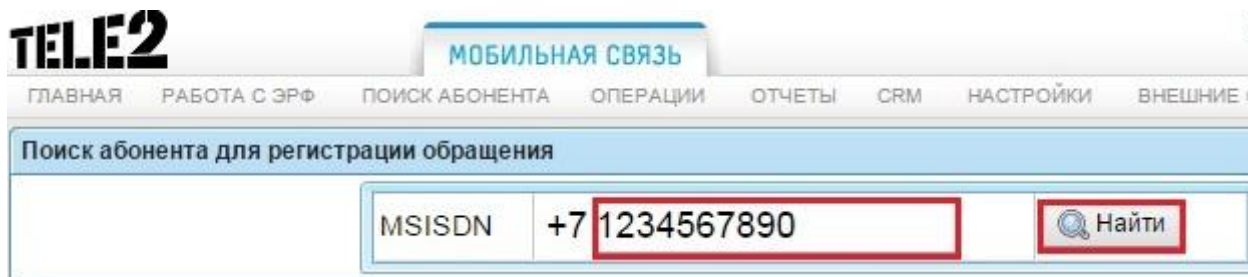 TELE2
МОБИЛЬНАЯ СВЯЗЬ
ГЛАВНАЯ РАБОТА С ЭРФ ПОИСК АБОНЕНТА ОПЕРАЦИИ ОТЧЕТЫ CRM НАСТРОЙКИ ВНЕШНИЕ
Поиск абонента для регистрации обращения
MSISDN +7 1234567890 Найти